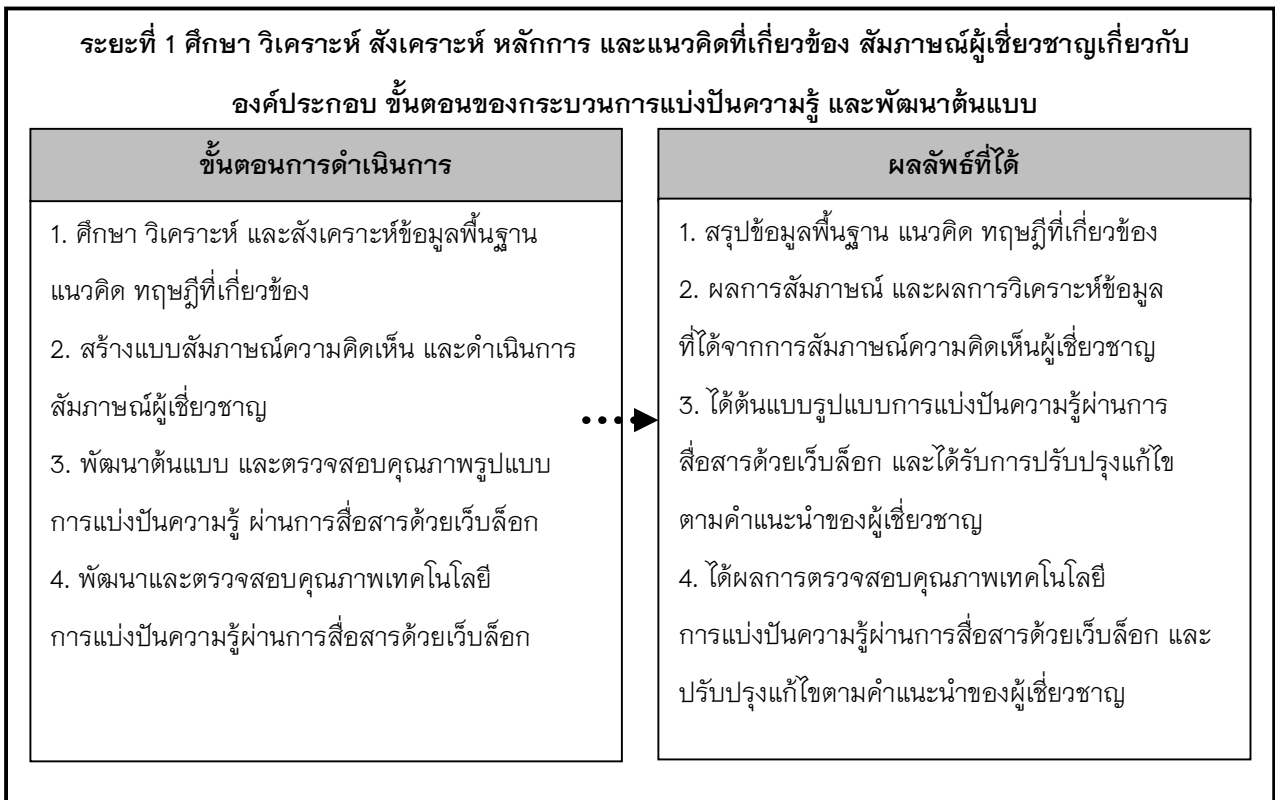 ระยะที่ 1 ศึกษา วิเคราะห์ สังเคราะห์ หลักการ และแนวคิดที่เกี่ยวข้อง สัมภาษณ์ผู้เชี่ยวชาญเกี่ยวกับ
องค์ประกอบ ขั้นตอนของกระบวนการแบ่งปันความรู้ และพัฒนาต้นแบบ
ขั้นตอนการดำเนินการ
1. ศึกษา วิเคราะห์ และสังเคราะห์ข้อมูลพื้นฐาน
แนวคิด ทฤษฎีที่เกี่ยวข้อง
2. สร้างแบบสัมภาษณ์ความคิดเห็น และดำเนินการ
สัมภาษณ์ผู้เชี่ยวชาญ
3. พัฒนาต้นแบบ และตรวจสอบคุณภาพรูปแบบ
การแบ่งปันความรู้ ผ่านการสื่อสารด้วยเว็บล็อก
4. พัฒนาและตรวจสอบคุณภาพเทคโนโลยี
การแบ่งปันความรู้ผ่านการสื่อสารด้วยเว็บล็อก
ผลลัพธ์ที่ได้
1. สรุปข้อมูลพื้นฐาน แนวคิด ทฤษฎีที่เกี่ยวข้อง
2. ผลการสัมภาษณ์ และผลการวิเคราะห์ข้อมูล
ที่ได้จากการสัมภาษณ์ความคิดเห็นผู้เชี่ยวชาญ
3. ได้ต้นแบบรูปแบบการแบ่งปันความรู้ผ่านการ
สื่อสารด้วยเว็บล็อก และได้รับการปรับปรุงแก้ไข
ตามคำแนะนำของผู้เชี่ยวชาญ
4. ได้ผลการตรวจสอบคุณภาพเทคโนโลยี
การแบ่งปันความรู้ผ่านการสื่อสารด้วยเว็บล็อก และ
ปรับปรุงแก้ไขตามคำแนะนำของผู้เชี่ยวชาญ